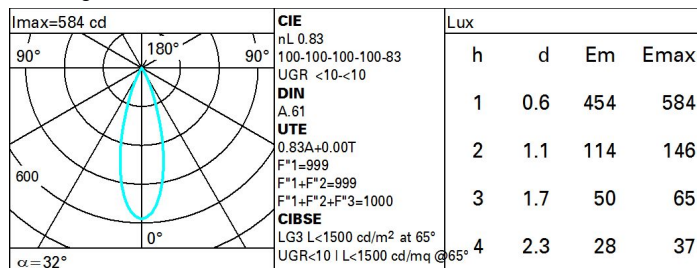 Imax=584 cd
90° 180° 90°
600
0°
α=32°
CIE
nL 0.83
100-100-100-100-83
UGR <10-<10
DIN
A.61
UTE
0.83A+0.00T
F"1=999
F"1+F"2=999
F"1+F"2+F"3=1000
CIBSE
LG3 L<1500 cd/m² at 65°
UGR<10 | L<1500 cd/mq @65°
Lux
h d Em Emax
1 0.6 454 584
2 1.1 114 146
3 1.7 50 65
4 2.3 28 37